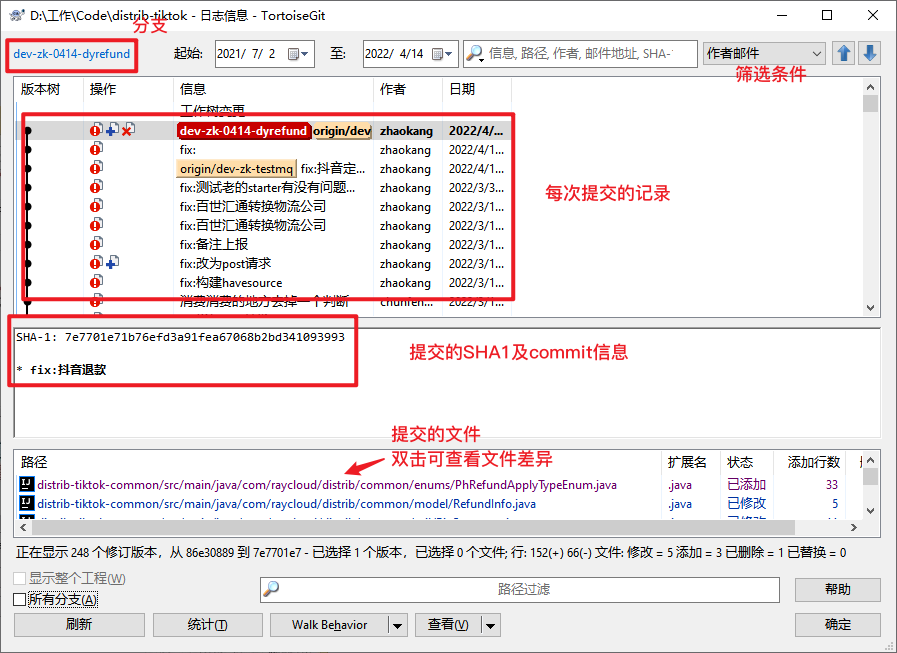 D:\工作\Code\distrib-tiktok - 日志信息 - TortoiseGit
分支
dev-zk-0414-dyrefund 起始: 2021/ 7/ 2 至: 2022/ 4/14 信息, 路径, 作者, 邮件地址, SHA-1 作者邮件
筛选条件
版本树 操作 信息 作者 日期
工作树变更
dev-zk-0414-dyrefund origin/dev zhaokang 2022/4/...
fix: zhaokang 2022/4/1...
origin/dev-zk-testmq fix:抖音定... zhaokang 2022/4/1...
fix:测试老的starter有没有问题... zhaokang 2022/3/3...
每次提交的记录
fix:百世汇通转换物流公司 zhaokang 2022/3/1...
fix:百世汇通转换物流公司 zhaokang 2022/3/1...
fix:备注上报 zhaokang 2022/3/1...
fix:改为post请求 zhaokang 2022/3/1...
fix:构建havesource zhaokang 2022/3/1...
消费消费的地方去掉一个判断 chunfen... 2022/3/1...
SHA-1: 7e7701e71b76efd3a91fea67068b2bd341093993
提交的SHA1及commit信息
* fix:抖音退款
提交的文件
双击可查看文件差异
路径 扩展名 状态 添加行数
distrib-tiktok-common/src/main/java/com/raycloud/distrib/common/enums/PhRefundApplyTypeEnum.java .java 已添加 33
distrib-tiktok-common/src/main/java/com/raycloud/distrib/common/model/RefundInfo.java .java 已修改 5
正在显示 248 个修订版本，从 86e30889 到 7e7701e7 - 已选择 1 个版本，已选择 0 个文件; 行: 152(+) 66(-) 文件: 修改 = 5 添加 = 3 已删除 = 1 已替换 = 0
显示整个工程(W)
路径过滤 帮助
所有分支(A)
刷新 统计(T) Walk Behavior 查看(V) 确定